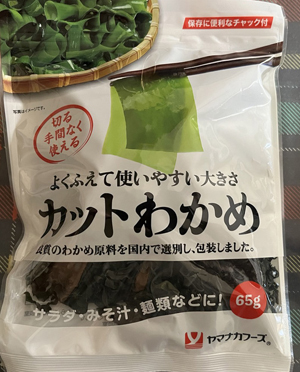 保存に便利なチャック付
切る
手間なく
使える
よくふえて使いやすい大きさ
カットわかめ
良質のわかめ原料を国内で選別し、包装しました。
サラダ・みそ汁・麺類などに!
65g
ヤマナカフーズ®